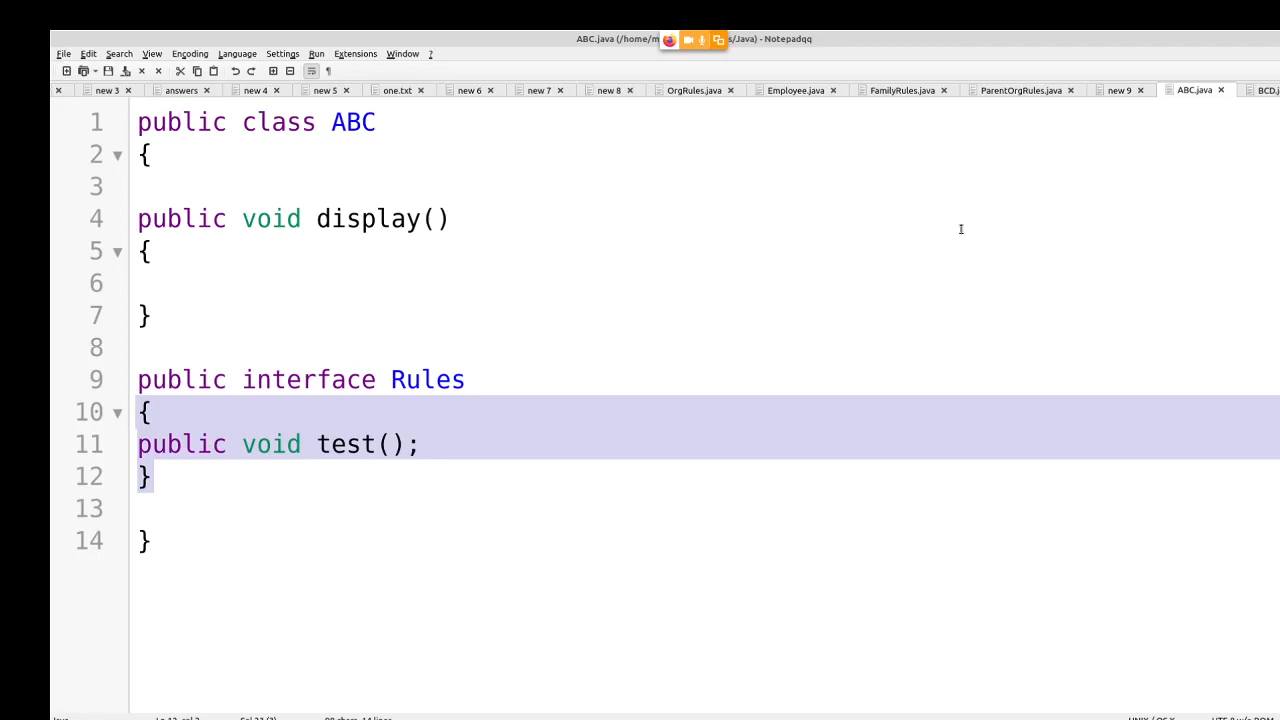 ABC.java (/home/m s/Java) - Notepadqq
File Edit Search View Encoding Language Settings Run Extensions Window ?
new 3 answers new 4 new 5 one.txt new 6 new 7 new 8 OrgRules.java Employee.java FamilyRules.java ParentOrgRules.java new 9 ABC.java BCD.j
1 public class ABC
2 {
3
4 public void display()
5 {
6
7 }
8
9 public interface Rules
10 {
11 public void test();
12 }
13
14 }